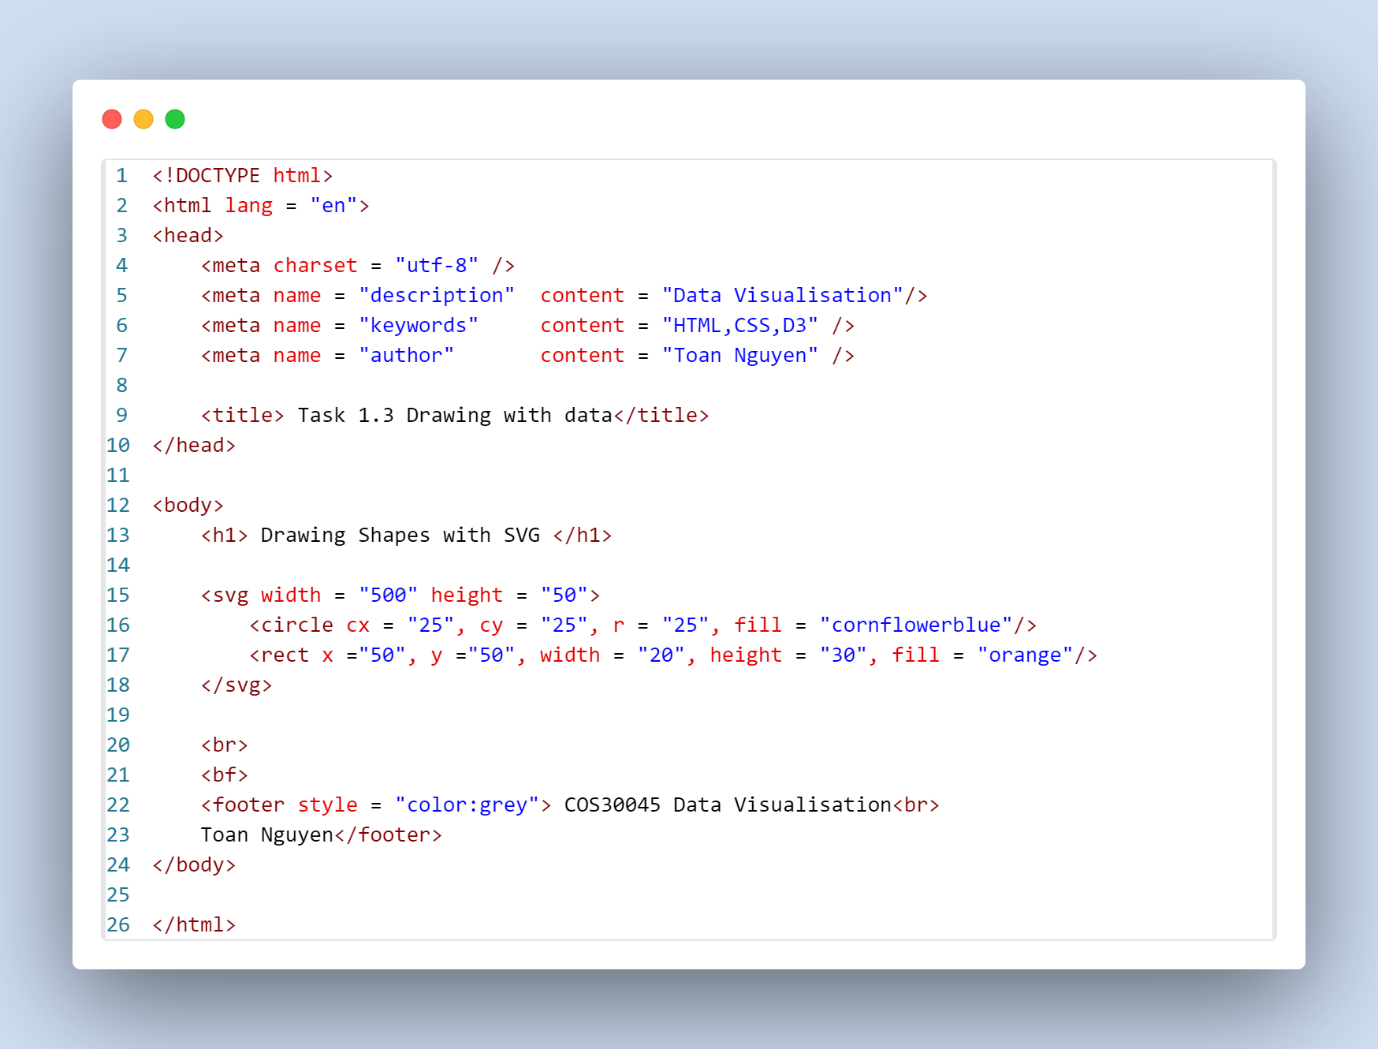 1 <!DOCTYPE html>
2 <html lang = "en">
3 <head>
4     <meta charset = "utf-8" />
5     <meta name = "description"  content = "Data Visualisation"/>
6     <meta name = "keywords"     content = "HTML,CSS,D3" />
7     <meta name = "author"       content = "Toan Nguyen" />
8
9     <title> Task 1.3 Drawing with data</title>
10 </head>
11
12 <body>
13     <h1> Drawing Shapes with SVG </h1>
14
15     <svg width = "500" height = "50">
16         <circle cx = "25", cy = "25", r = "25", fill = "cornflowerblue"/>
17         <rect x ="50", y ="50", width = "20", height = "30", fill = "orange"/>
18     </svg>
19
20     <br>
21     <bf>
22     <footer style = "color:grey"> COS30045 Data Visualisation<br>
23     Toan Nguyen</footer>
24 </body>
25
26 </html>